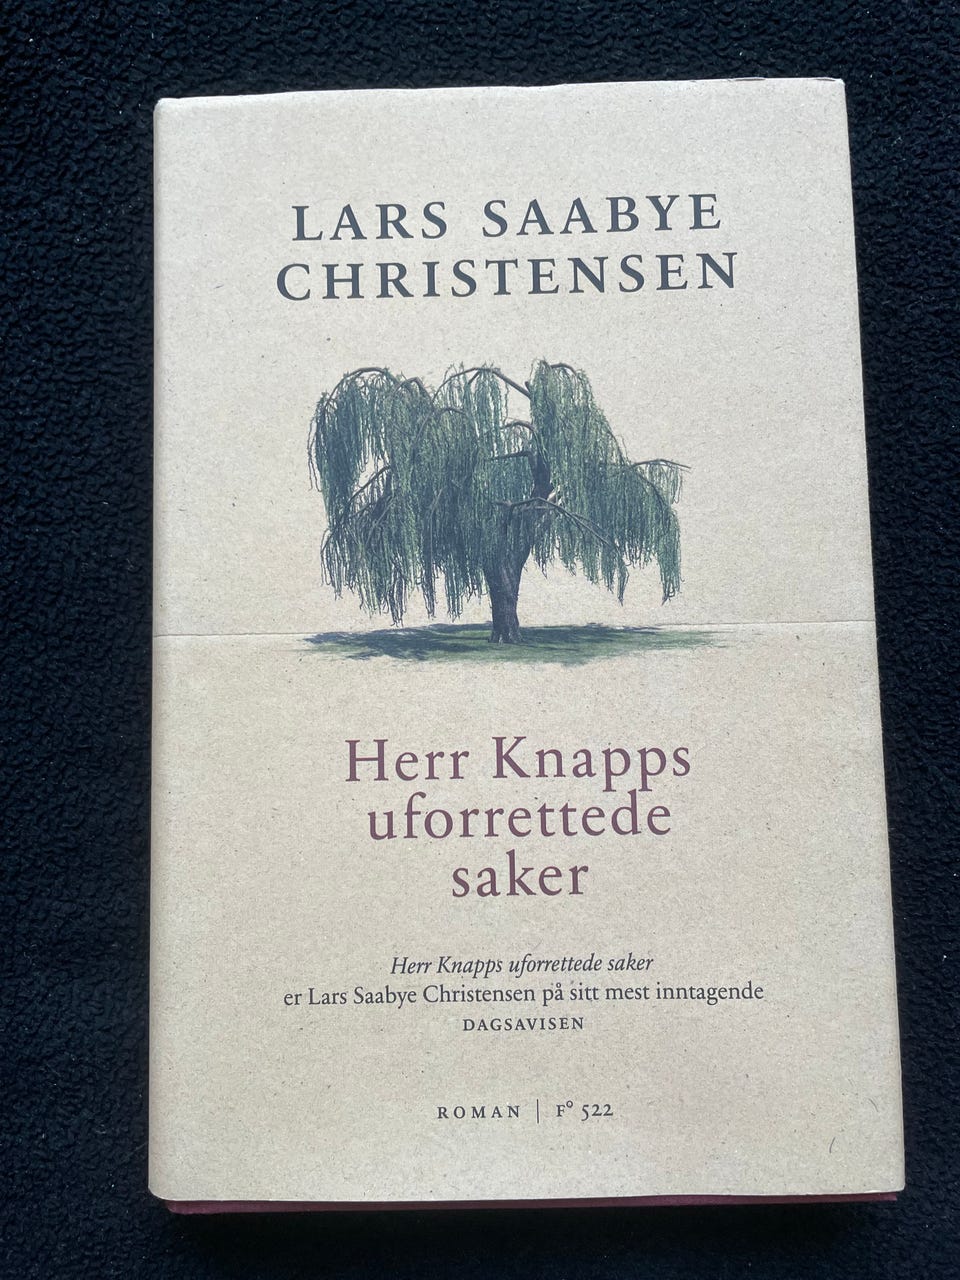 LARS SAABYE
CHRISTENSEN
Herr Knapps
uforrettede
saker
Herr Knapps uforrettede saker
er Lars Saabye Christensen på sitt mest inntagende
DAGSAVISEN
ROMAN | F° 522